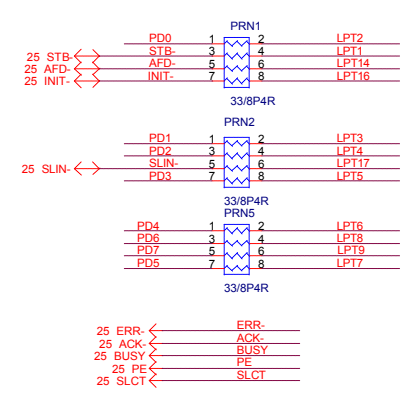 PRN1
PD0 1 2 LPT2
25 STB- STB- 3 4 LPT1
25 AFD- AFD- 5 6 LPT14
25 INIT- INIT- 7 8 LPT16
33/8P4R
PRN2
PD1 1 2 LPT3
PD2 3 4 LPT4
25 SLIN- SLIN- 5 6 LPT17
PD3 7 8 LPT5
33/8P4R
PRN5
PD4 1 2 LPT6
PD6 3 4 LPT8
PD7 5 6 LPT9
PD5 7 8 LPT7
33/8P4R
25 ERR- ERR-
25 ACK- ACK-
25 BUSY BUSY
25 PE PE
25 SLCT SLCT